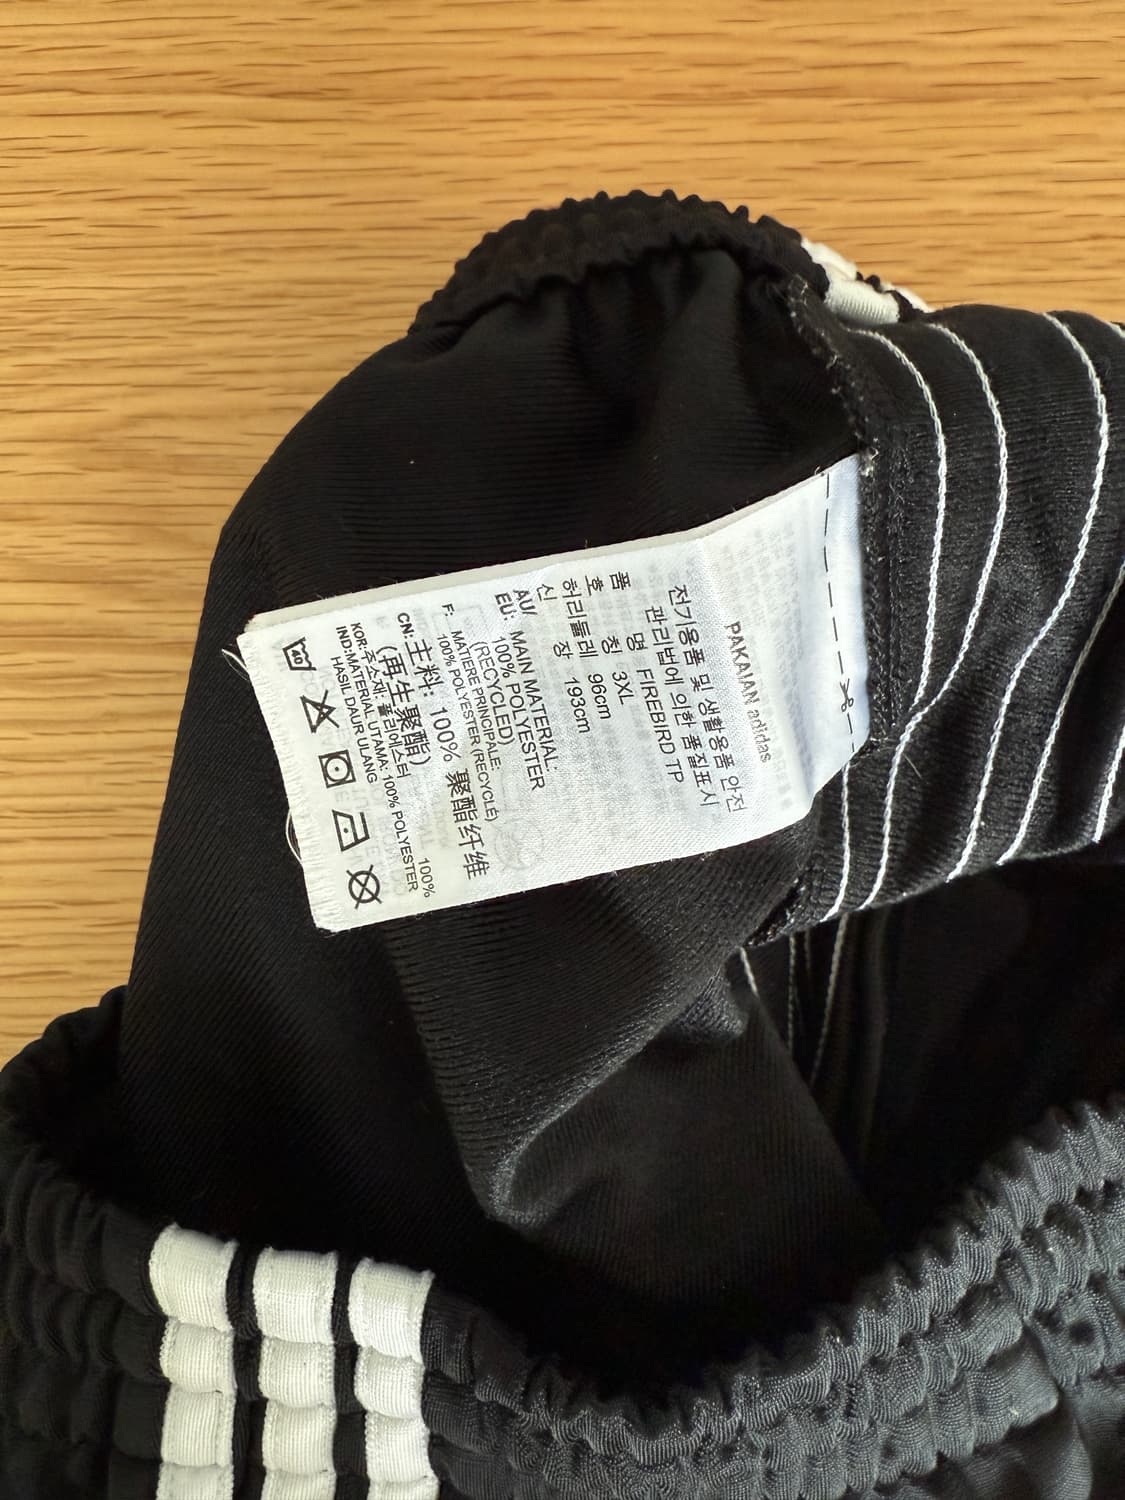 PAKAIAN adidas
전기용품 및 생활용품 안전
관리법에 의한 품질표시
품 명 FIREBIRD TP
호 칭 3XL
허리둘레 96cm
신 장 193cm
AU/ EU: MAIN MATERIAL:
100% POLYESTER
(RECYCLED)
F: MATIERE PRINCIPALE:
100% POLYESTER (RECYCLÉ)
CN: 主料: 100% 聚酯纤维
(再生聚酯)
KOR:주소재: 폴리에스터 100%
IND:MATERIAL UTAMA: 100% POLYESTER
HASIL DAUR ULANG